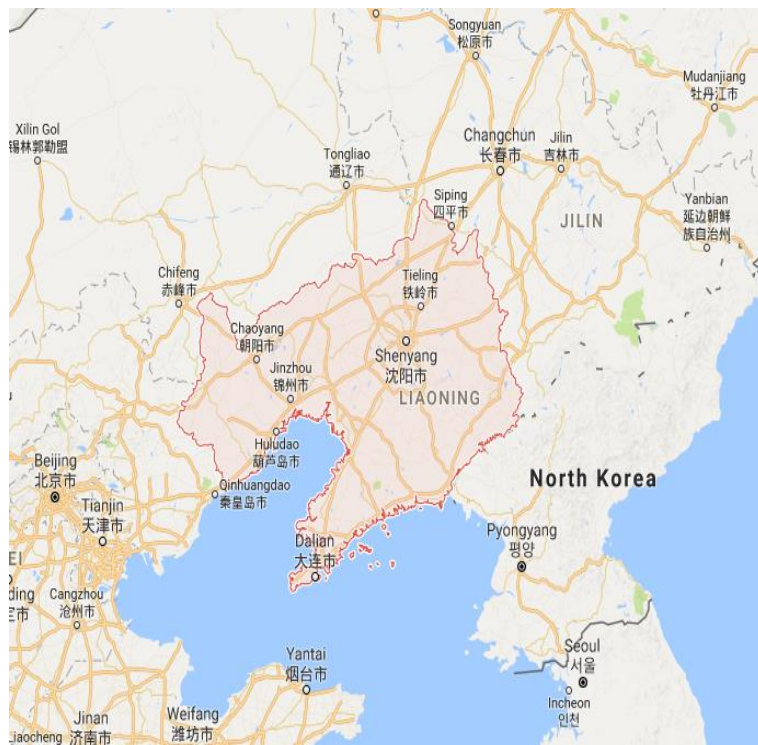 Songyuan
松原市
Mudanjiang
牡丹江市
Xilin Gol
锡林郭勒盟
Changchun
长春市
Jilin
吉林市
Tongliao
通辽市
Siping
四平市
Yanbian
延边朝鲜
族自治州
JILIN
Chifeng
赤峰市
Tieling
铁岭市
Chaoyang
朝阳市
Shenyang
沈阳市
Jinzhou
锦州市
LIAONING
Huludao
葫芦岛市
Beijing
北京市
Qinhuangdao
秦皇岛市
North Korea
Tianjin
天津市
Pyongyang
평양
Dalian
大连市
EI
ding
定市
Cangzhou
沧州市
Yantai
烟台市
Seoul
서울
Incheon
인천
Jinan
济南市
Weifang
潍坊市
Liaocheng